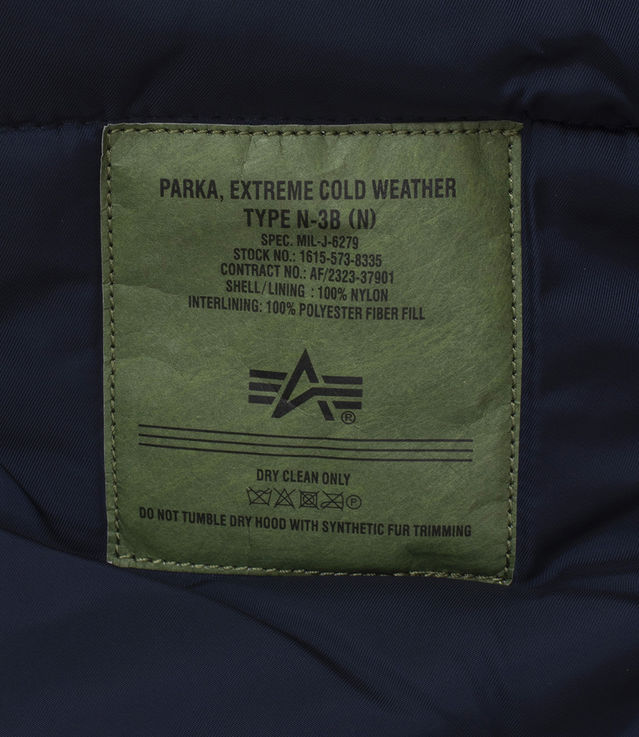 PARKA, EXTREME COLD WEATHER
TYPE N-3B (N)
SPEC. MIL-J-6279
STOCK NO.: 1615-573-8335
CONTRACT NO.: AF/2323-37901
SHELL/LINING : 100% NYLON
INTERLINING: 100% POLYESTER FIBER FILL
®
DRY CLEAN ONLY
P
DO NOT TUMBLE DRY HOOD WITH SYNTHETIC FUR TRIMMING